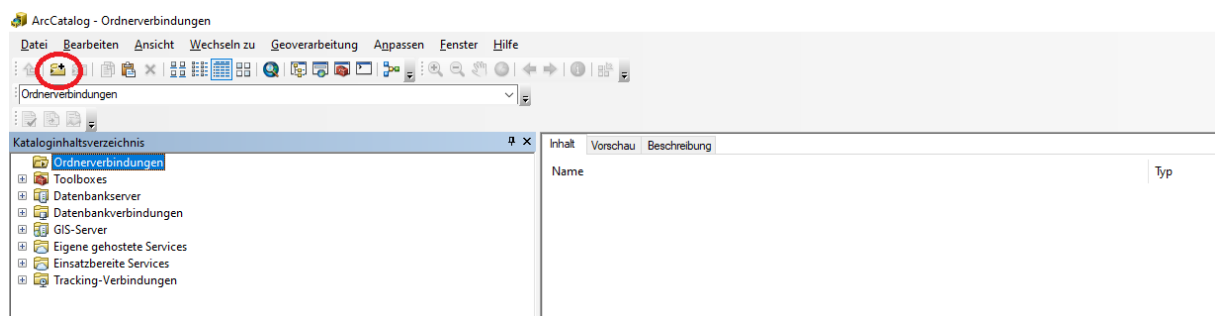 ArcCatalog - Ordnerverbindungen
Datei Bearbeiten Ansicht Wechseln zu Geoverarbeitung Anpassen Fenster Hilfe
Ordnerverbindungen
Kataloginhaltsverzeichnis
Inhalt Vorschau Beschreibung
Ordnerverbindungen
Name Typ
Toolboxes
Datenbankserver
Datenbankverbindungen
GIS-Server
Eigene gehostete Services
Einsatzbereite Services
Tracking-Verbindungen